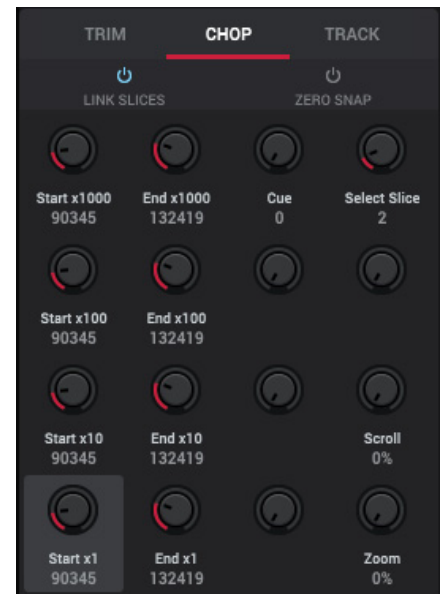 TRIM CHOP TRACK
LINK SLICES ZERO SNAP
Start x1000 End x1000 Cue Select Slice
90345 132419 0 2
Start x100 End x100
90345 132419
Start x10 End x10 Scroll
90345 132419 0%
Start x1 End x1 Zoom
90345 132419 0%